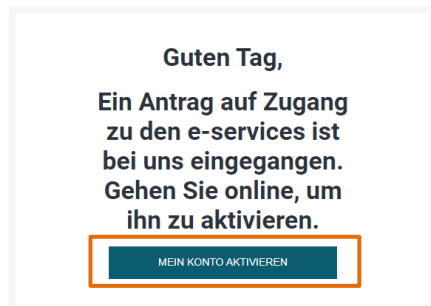 Guten Tag,
Ein Antrag auf Zugang
zu den e-services ist
bei uns eingegangen.
Gehen Sie online, um
ihn zu aktivieren.
MEIN KONTO AKTIVIEREN